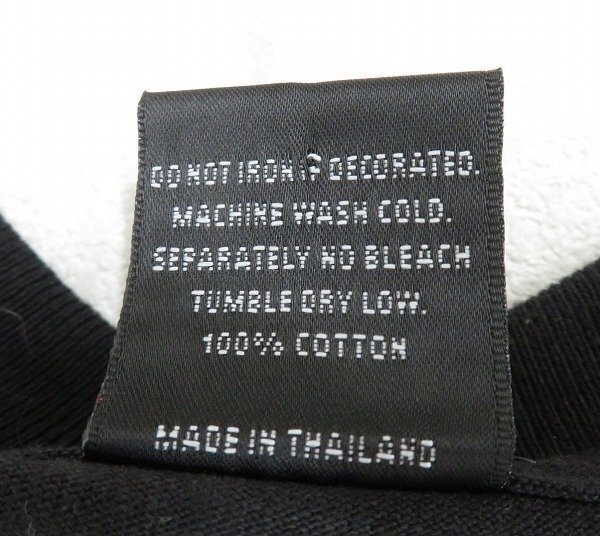 DO NOT IRON IF DECORATED.
MACHINE WASH COLD.
SEPARATELY NO BLEACH
TUMBLE DRY LOW.
100% COTTON
MADE IN THAILAND